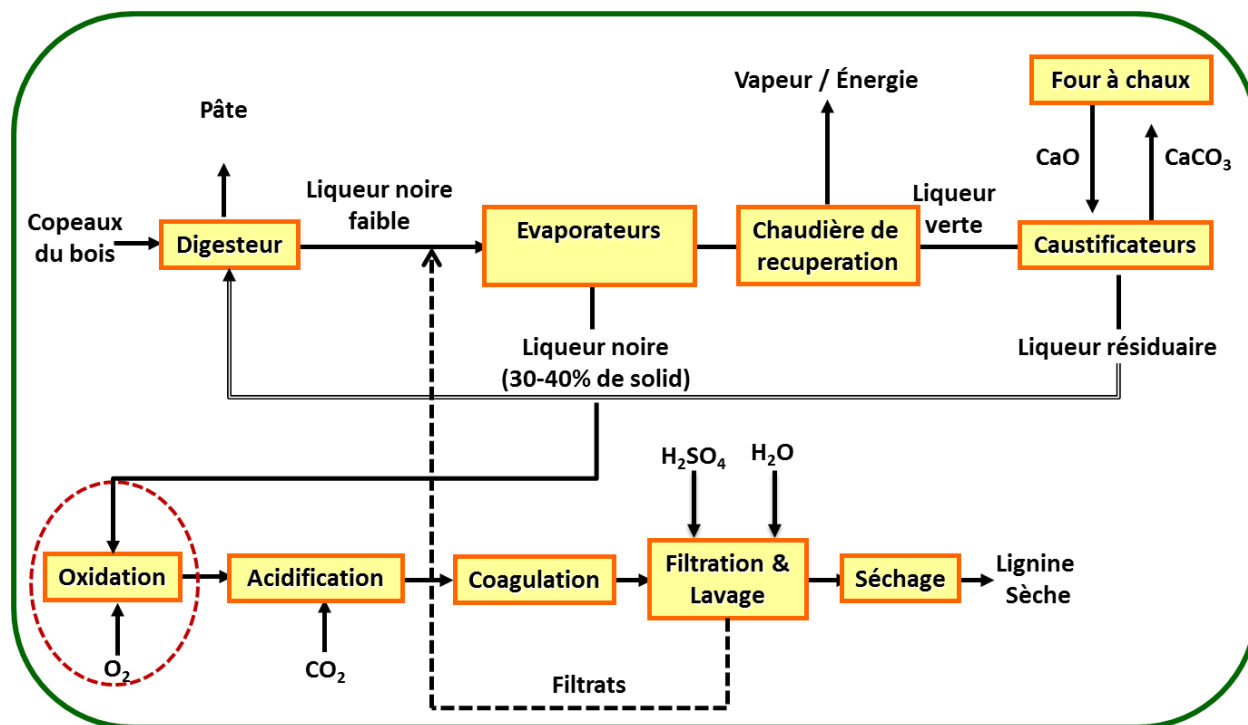 Vapeur / Énergie
Four à chaux
Pâte
CaO
CaCO₃
Liqueur noire
faible
Liqueur
verte
Copeaux
du bois
Digesteur
Evaporateurs
Chaudière de
recuperation
Caustificateurs
Liqueur noire
(30-40% de solid)
Liqueur résiduaire
H₂SO₄
H₂O
Oxidation
Acidification
Coagulation
Filtration &
Lavage
Séchage
Lignine
Sèche
O₂
CO₂
Filtrats